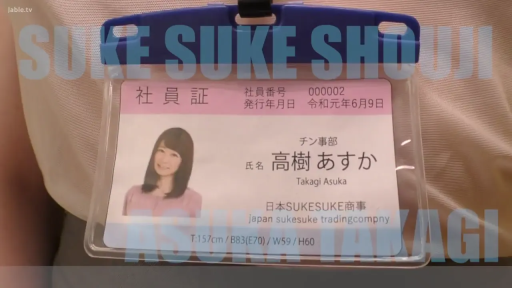 Jable.tv
SUKE SUKE SHOUJI
社員証
社員番号 000002
発行年月日 令和元年6月9日
チン事部
氏名 高樹 あすか
Takagi Asuka
日本SUKESUKE商事
japan sukesuke tradingcompny
T 157cm / B83(E70) / W59 / H60
ASUKA TAKAGI